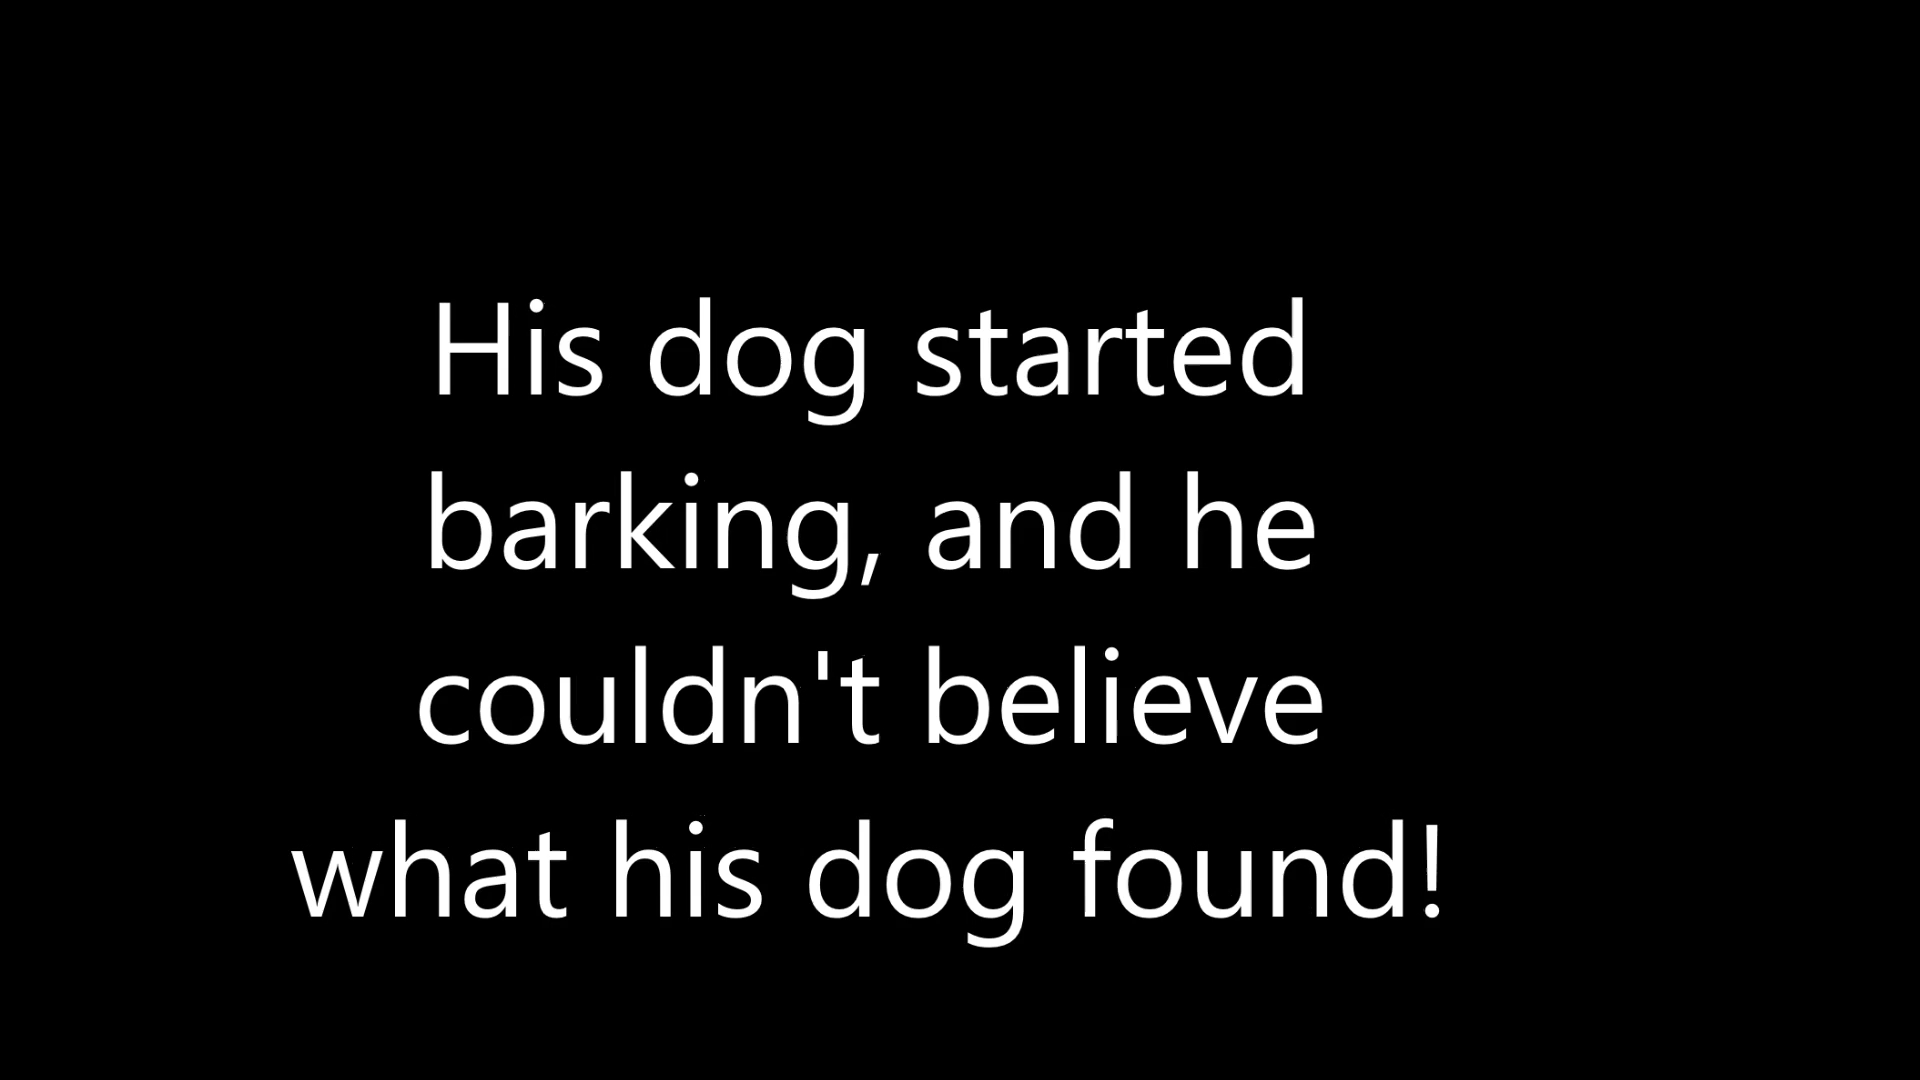 His dog started
barking, and he
couldn't believe
what his dog found!